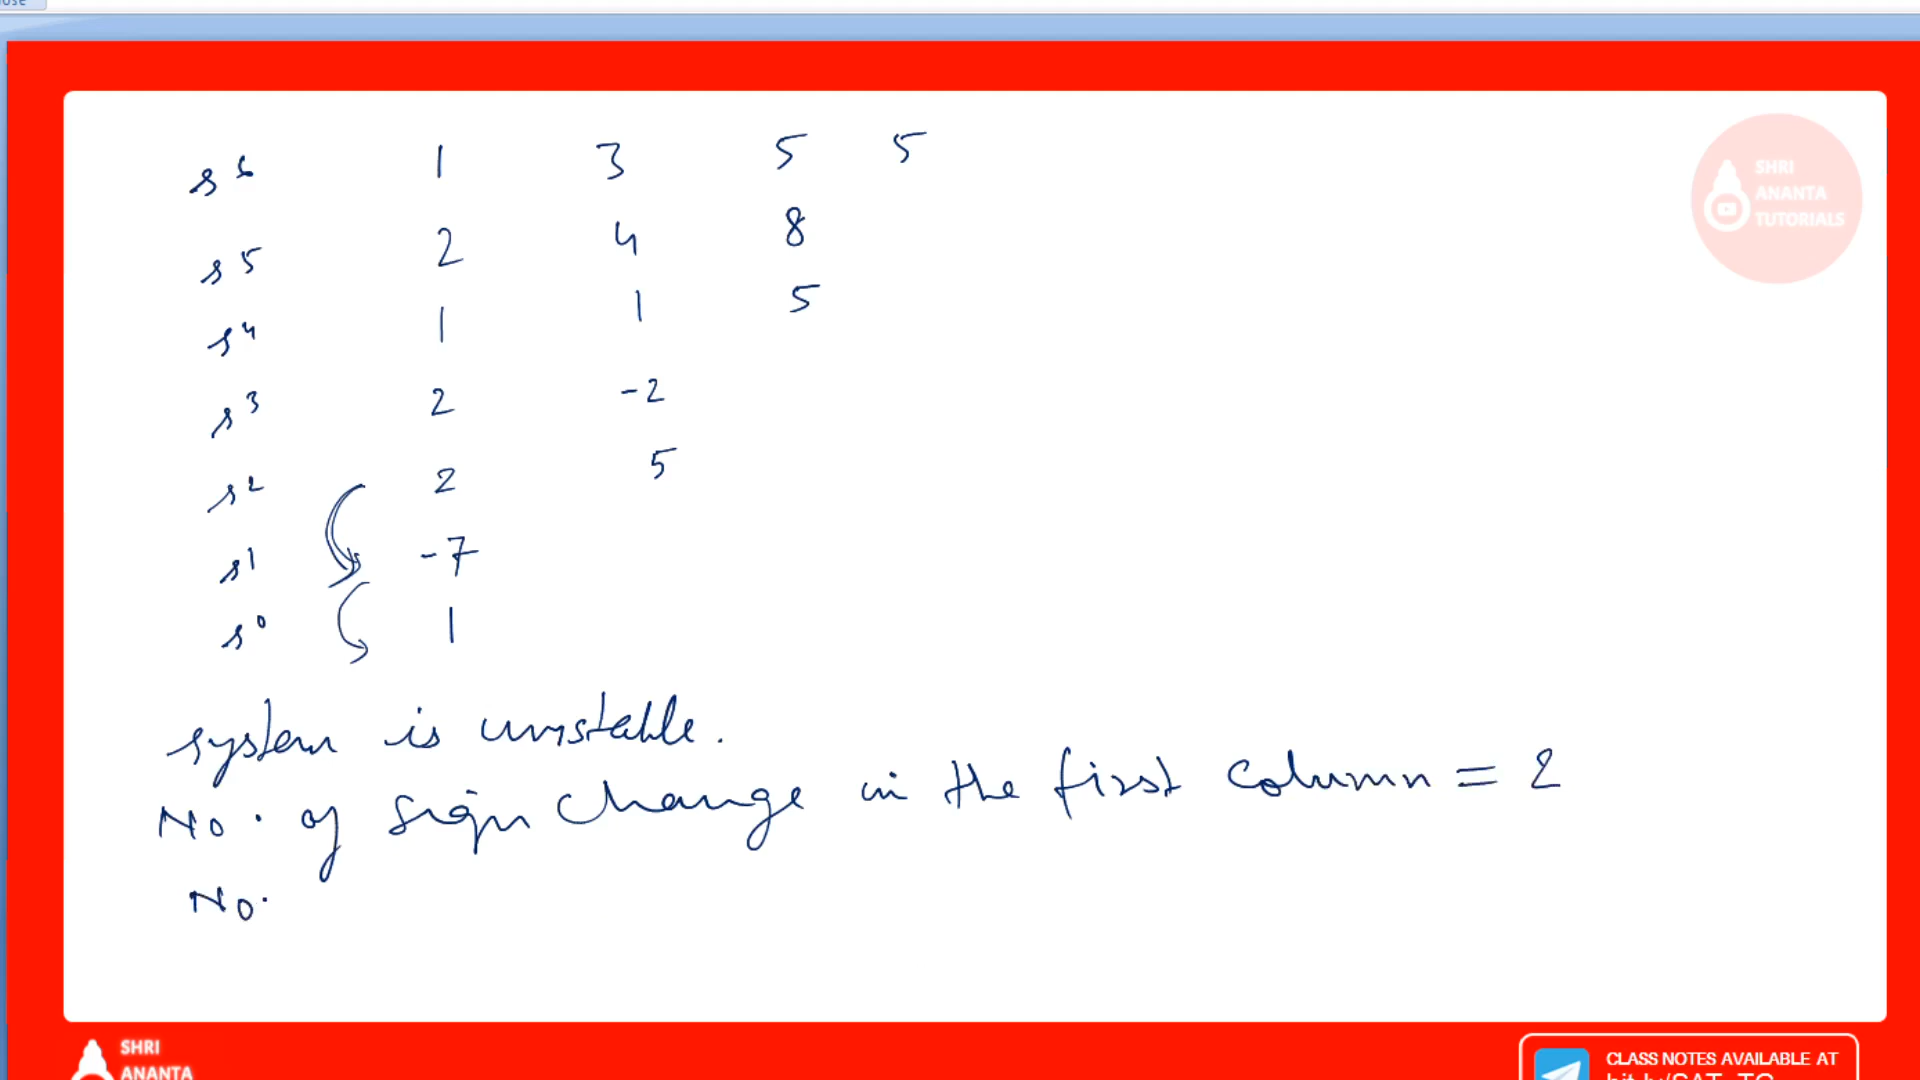 s⁶ 1 3 5 5
s⁵ 2 4 8
s⁴ 1 1 5
s³ 2 -2
s² 2 5
s¹ -7
s⁰ 1
system is unstable.
No. of sign change in the first column = 2
No.
SHRI
ANANTA
TUTORIALS
SHRI
ANANTA
CLASS NOTES AVAILABLE AT